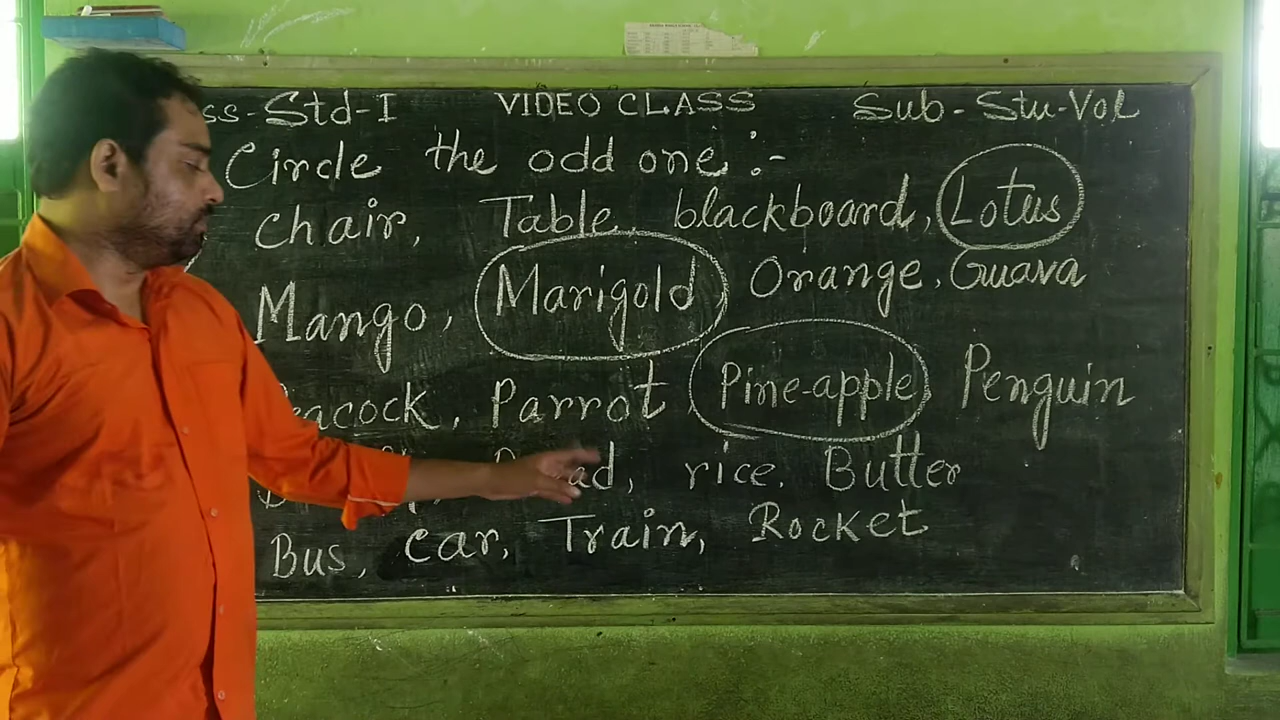 ss-Std-I VIDEO CLASS Sub-Stu-Vol
Circle the odd one :-
Chair, Table, blackboard, Lotus
Mango, Marigold, Orange, Guava
eacock, Parrot, Pine-apple, Penguin
ad, rice. Butter
Bus, Car, Train, Rocket